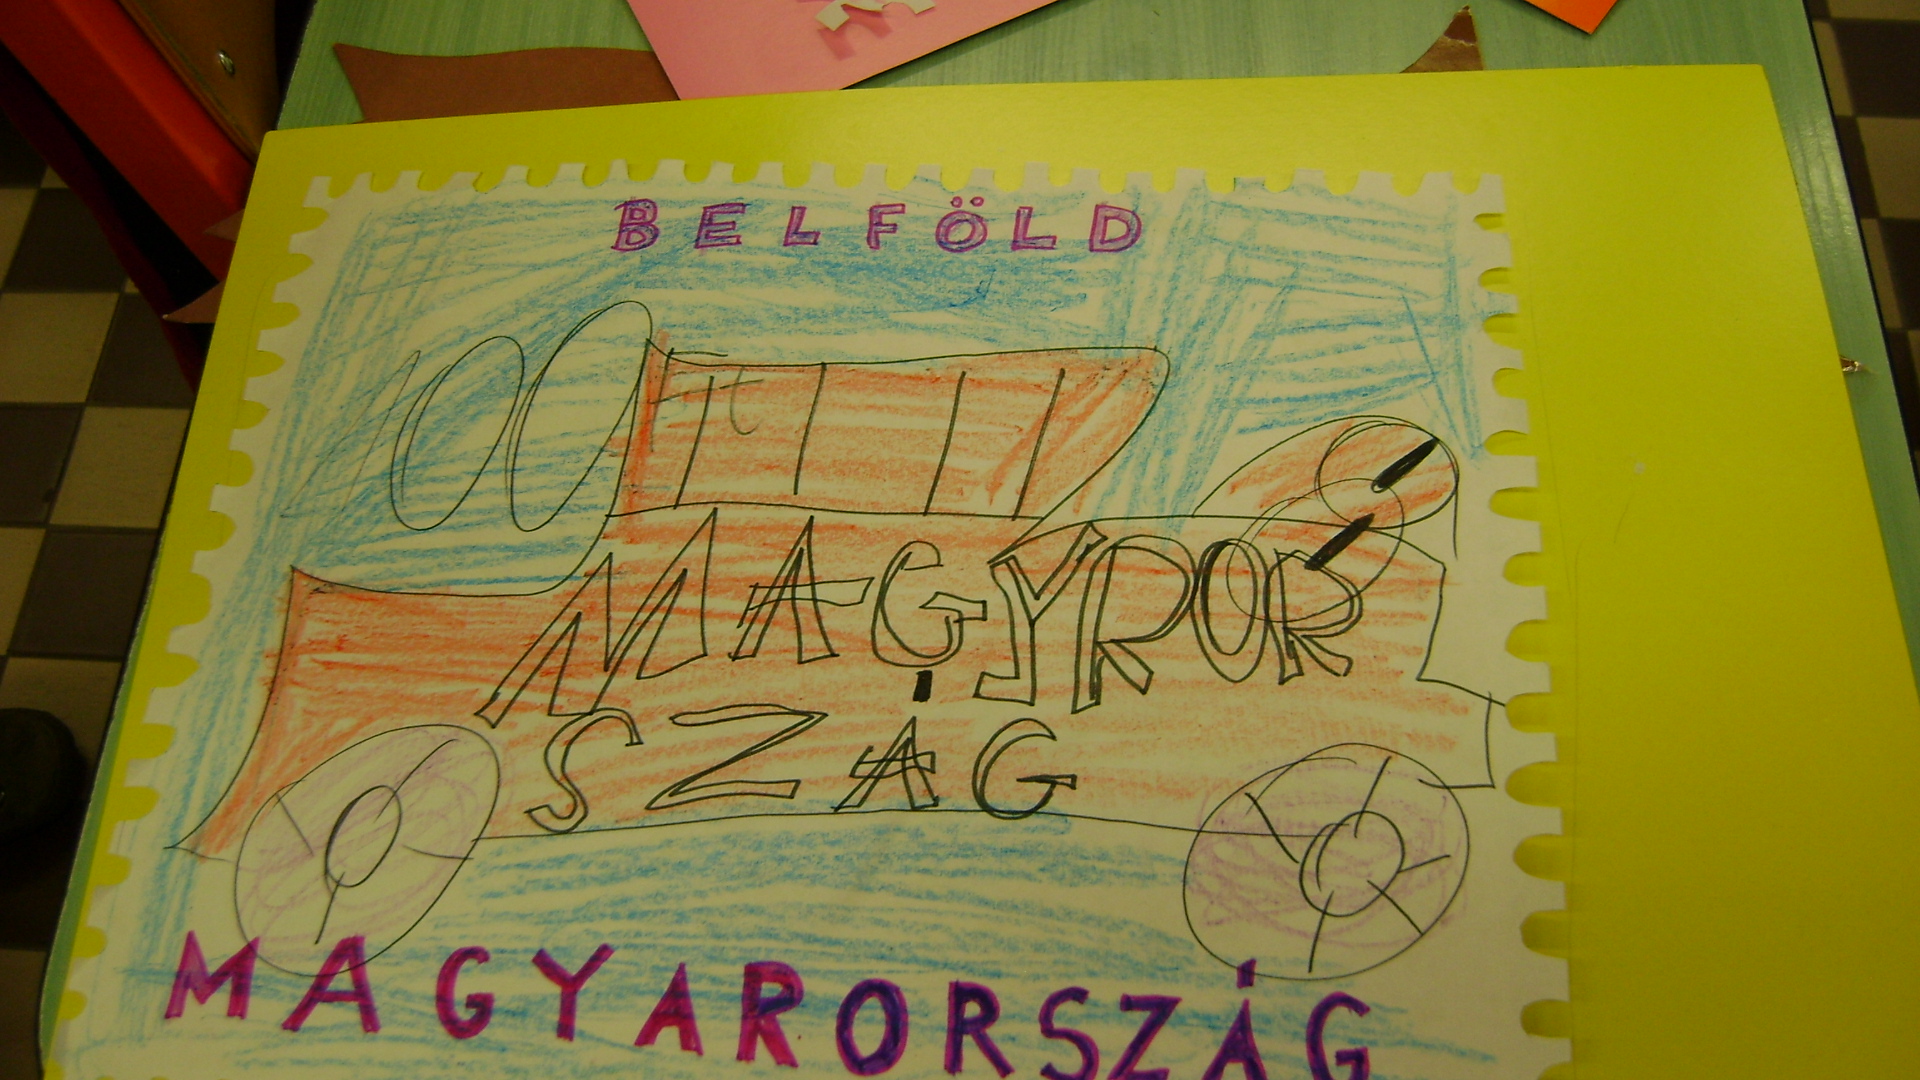 BELFÖLD
100 Ft
MAGYROR
SZÁG
MAGYARORSZÁG